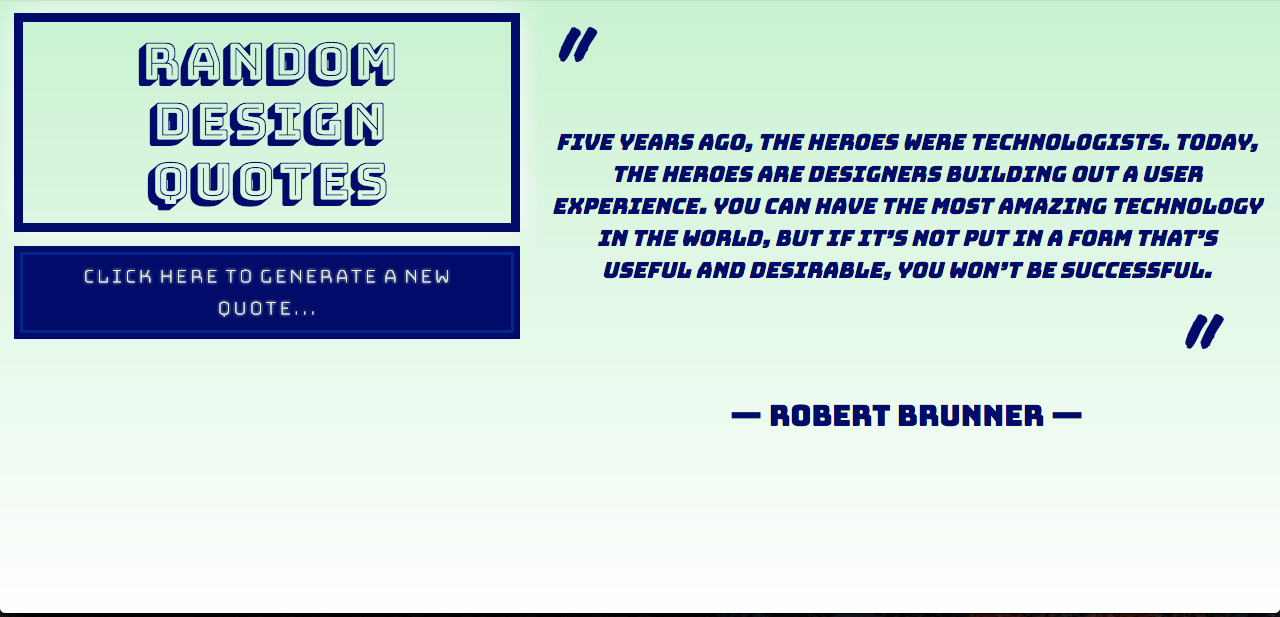 RANDOM
DESIGN
QUOTES
CLICK HERE TO GENERATE A NEW
QUOTE...
"
FIVE YEARS AGO, THE HEROES WERE TECHNOLOGISTS. TODAY,
THE HEROES ARE DESIGNERS BUILDING OUT A USER
EXPERIENCE. YOU CAN HAVE THE MOST AMAZING TECHNOLOGY
IN THE WORLD, BUT IF IT’S NOT PUT IN A FORM THAT’S
USEFUL AND DESIRABLE, YOU WON’T BE SUCCESSFUL.
"
— ROBERT BRUNNER —